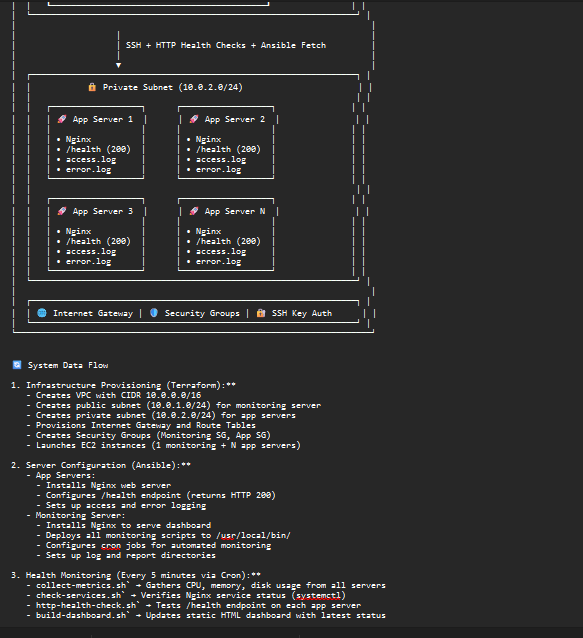 SSH + HTTP Health Checks + Ansible Fetch
🔒 Private Subnet (10.0.2.0/24)
🚀 App Server 1 🚀 App Server 2
• Nginx • Nginx
• /health (200) • /health (200)
• access.log • access.log
• error.log • error.log
🚀 App Server 3 🚀 App Server N
• Nginx • Nginx
• /health (200) • /health (200)
• access.log • access.log
• error.log • error.log
🌐 Internet Gateway | 🛡️ Security Groups | 🔐 SSH Key Auth
🔄 System Data Flow
1. Infrastructure Provisioning (Terraform):**
- Creates VPC with CIDR 10.0.0.0/16
- Creates public subnet (10.0.1.0/24) for monitoring server
- Creates private subnet (10.0.2.0/24) for app servers
- Provisions Internet Gateway and Route Tables
- Creates Security Groups (Monitoring SG, App SG)
- Launches EC2 instances (1 monitoring + N app servers)
2. Server Configuration (Ansible):**
- App Servers:
- Installs Nginx web server
- Configures /health endpoint (returns HTTP 200)
- Sets up access and error logging
- Monitoring Server:
- Installs Nginx to serve dashboard
- Deploys all monitoring scripts to /usr/local/bin/
- Configures cron jobs for automated monitoring
- Sets up log and report directories
3. Health Monitoring (Every 5 minutes via Cron):**
- collect-metrics.sh` → Gathers CPU, memory, disk usage from all servers
- check-services.sh` → Verifies Nginx service status (systemctl)
- http-health-check.sh` → Tests /health endpoint on each app server
- build-dashboard.sh` → Updates static HTML dashboard with latest status